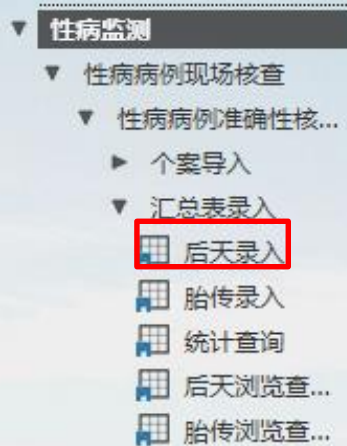 性病监测
性病病例现场核查
性病病例准确性核...
个案导入
汇总表录入
后天录入
胎传录入
统计查询
后天浏览查...
胎传浏览查...